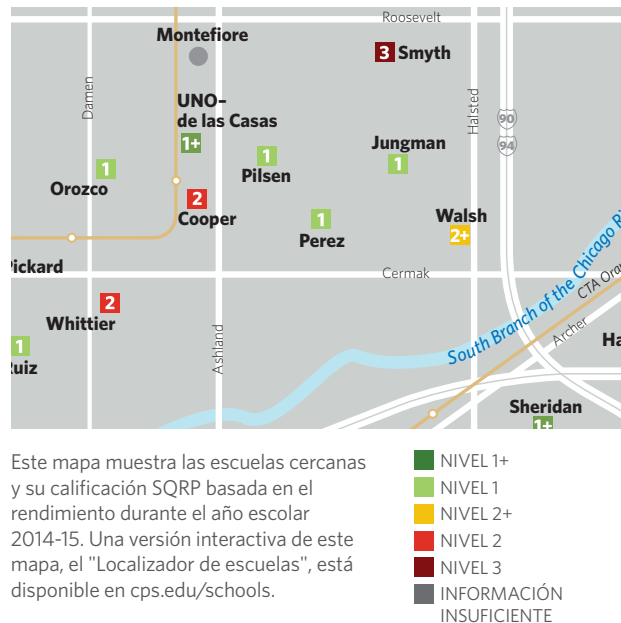 Roosevelt
Montefiore
3 Smyth
Damen
UNO–
de las Casas
1+
Halsted
90
94
Jungman
1
1
Pilsen
1
Orozco
2
Cooper
1
Perez
Walsh
2+
Pickard
Cermak
South Branch of the Chicago Ri
CTA Oran
2
Whittier
Ashland
Archer
1
Ruiz
Ha
Sheridan
1+
Este mapa muestra las escuelas cercanas
y su calificación SQRP basada en el
rendimiento durante el año escolar
2014-15. Una versión interactiva de este
mapa, el "Localizador de escuelas", está
disponible en cps.edu/schools.
NIVEL 1+
NIVEL 1
NIVEL 2+
NIVEL 2
NIVEL 3
INFORMACIÓN
INSUFICIENTE